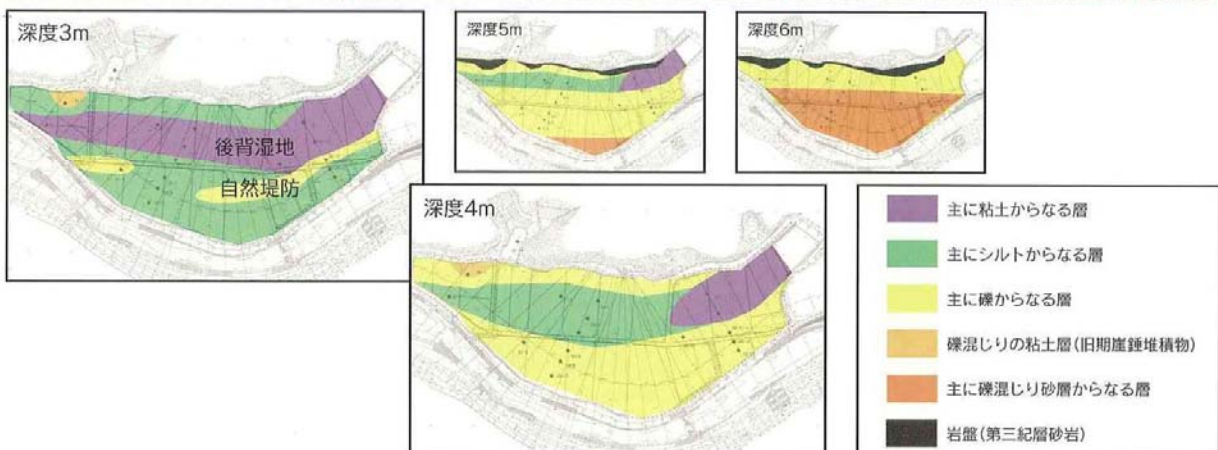 深度3m
後背湿地
自然堤防
深度5m
深度6m
深度4m
主に粘土からなる層
主にシルトからなる層
主に礫からなる層
礫混じりの粘土層(旧期崖錐堆積物)
主に礫混じり砂層からなる層
岩盤(第三紀層砂岩)